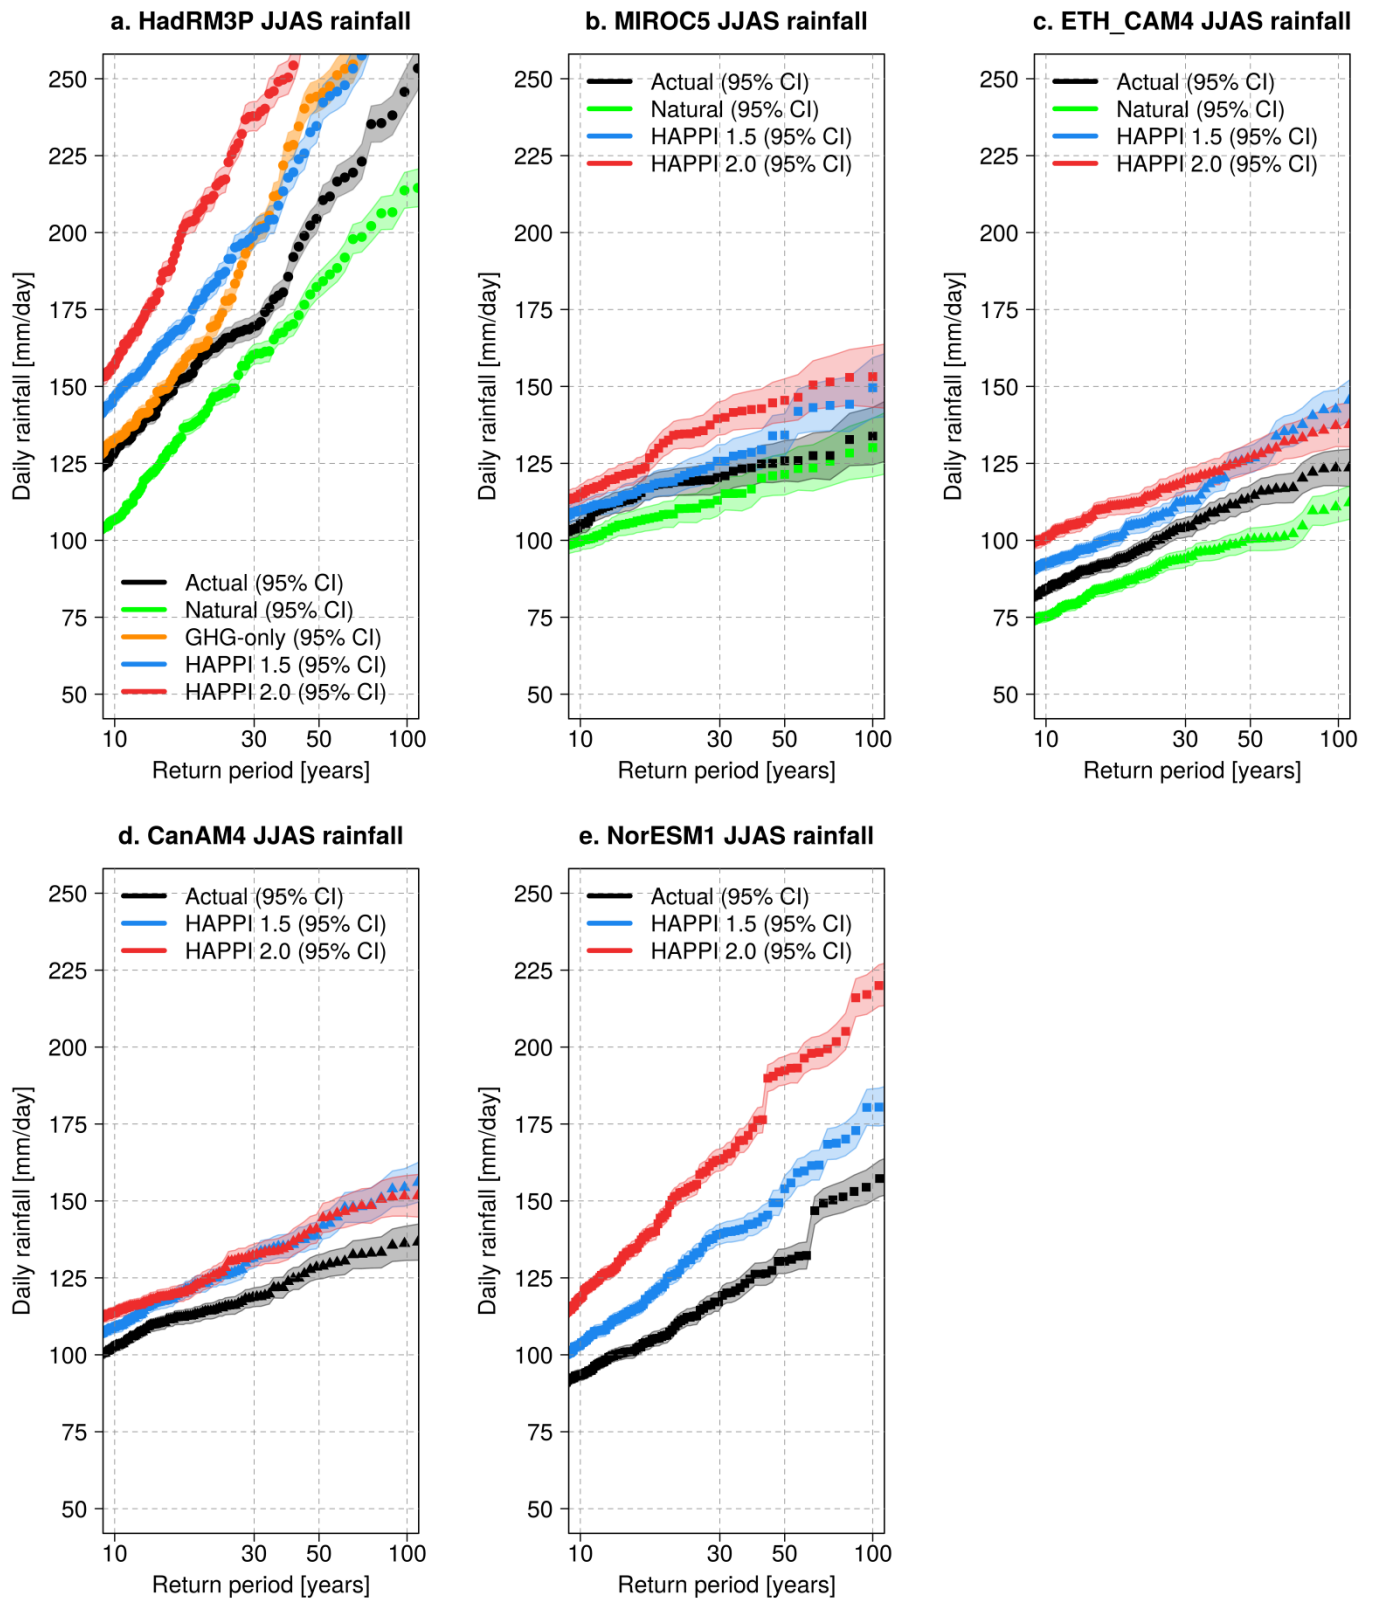 a. HadRM3P JJAS rainfall
Daily rainfall [mm/day]
250
225
200
175
150
125
100
75
50
Actual (95% CI)
Natural (95% CI)
GHG-only (95% CI)
HAPPI 1.5 (95% CI)
HAPPI 2.0 (95% CI)
10 30 50 100
Return period [years]
b. MIROC5 JJAS rainfall
Daily rainfall [mm/day]
250
225
200
175
150
125
100
75
50
Actual (95% CI)
Natural (95% CI)
HAPPI 1.5 (95% CI)
HAPPI 2.0 (95% CI)
10 30 50 100
Return period [years]
c. ETH_CAM4 JJAS rainfall
Daily rainfall [mm/day]
250
225
200
175
150
125
100
75
50
Actual (95% CI)
Natural (95% CI)
HAPPI 1.5 (95% CI)
HAPPI 2.0 (95% CI)
10 30 50 100
Return period [years]
d. CanAM4 JJAS rainfall
Daily rainfall [mm/day]
250
225
200
175
150
125
100
75
50
Actual (95% CI)
HAPPI 1.5 (95% CI)
HAPPI 2.0 (95% CI)
10 30 50 100
Return period [years]
e. NorESM1 JJAS rainfall
Daily rainfall [mm/day]
250
225
200
175
150
125
100
75
50
Actual (95% CI)
HAPPI 1.5 (95% CI)
HAPPI 2.0 (95% CI)
10 30 50 100
Return period [years]